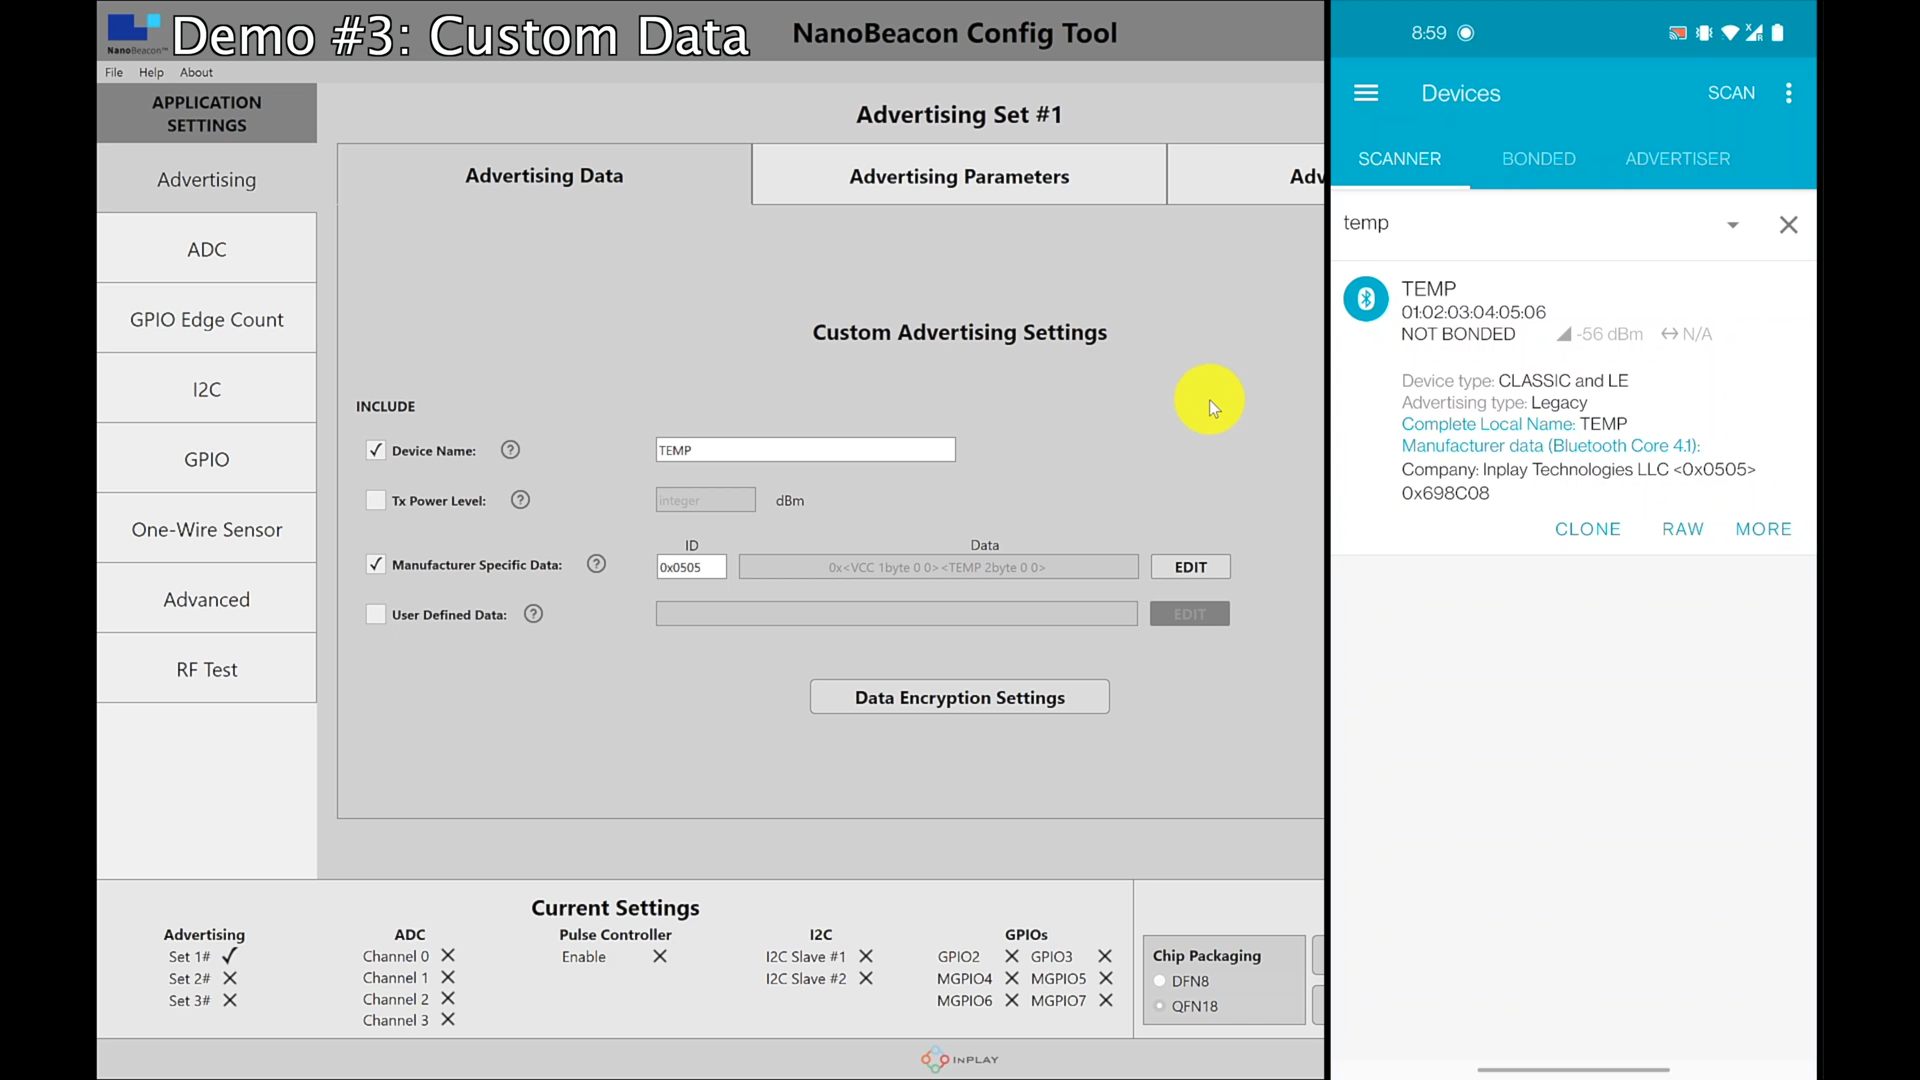 NanoBeacon™
Demo #3: Custom Data
NanoBeacon Config Tool
File Help About
APPLICATION
SETTINGS
Advertising
ADC
GPIO Edge Count
I2C
GPIO
One-Wire Sensor
Advanced
RF Test
Advertising Set #1
Advertising Data
Advertising Parameters
Adv
Custom Advertising Settings
INCLUDE
Device Name: ? TEMP
Tx Power Level: ? integer dBm
ID Data
Manufacturer Specific Data: ? 0x0505 0x<VCC 1byte 0 0><TEMP 2byte 0 0> EDIT
User Defined Data: ? EDIT
Data Encryption Settings
Current Settings
Advertising
Set 1#
Set 2#
Set 3#
ADC
Channel 0
Channel 1
Channel 2
Channel 3
Pulse Controller
Enable
I2C
I2C Slave #1
I2C Slave #2
GPIOs
GPIO2 GPIO3
MGPIO4 MGPIO5
MGPIO6 MGPIO7
Chip Packaging
DFN8
QFN18
INPLAY
8:59
Devices SCAN
SCANNER BONDED ADVERTISER
temp
TEMP
01:02:03:04:05:06
NOT BONDED -56 dBm N/A
Device type: CLASSIC and LE
Advertising type: Legacy
Complete Local Name: TEMP
Manufacturer data (Bluetooth Core 4.1):
Company: Inplay Technologies LLC <0x0505>
0x698C08
CLONE RAW MORE